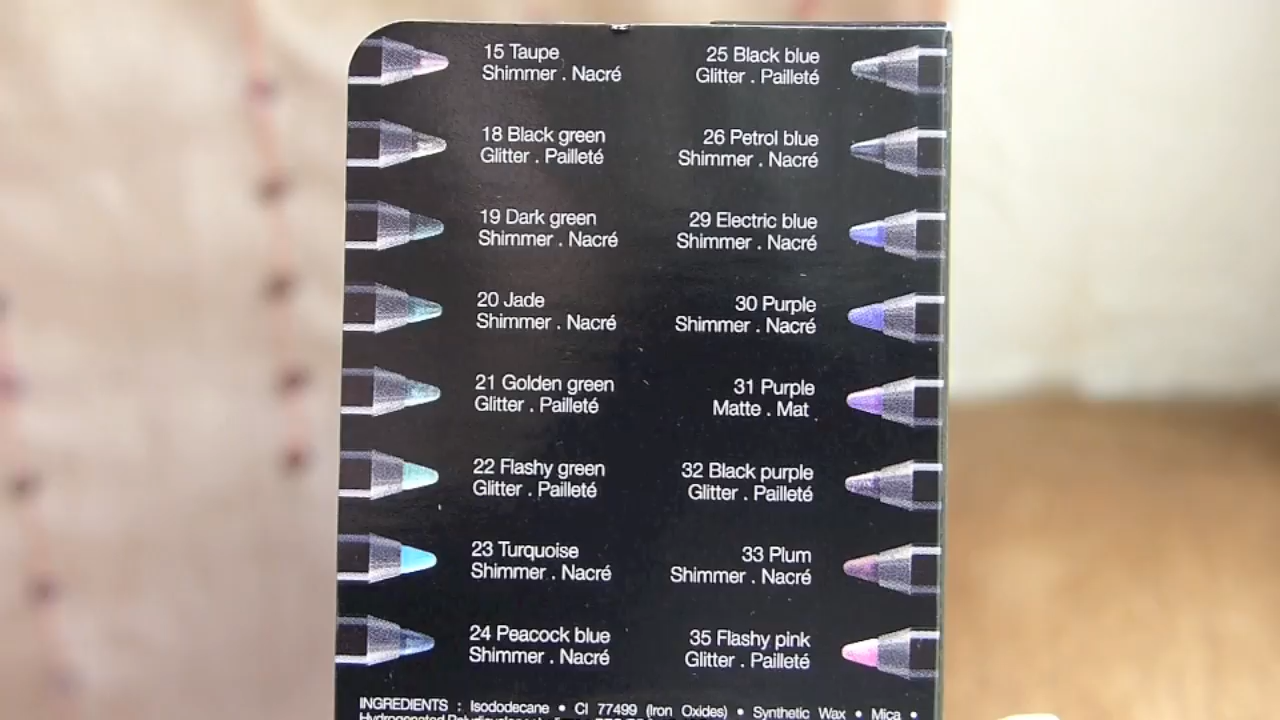 15 Taupe
Shimmer . Nacré
18 Black green
Glitter . Pailleté
19 Dark green
Shimmer . Nacré
20 Jade
Shimmer . Nacré
21 Golden green
Glitter . Pailleté
22 Flashy green
Glitter . Pailleté
23 Turquoise
Shimmer . Nacré
24 Peacock blue
Shimmer . Nacré
25 Black blue
Glitter . Pailleté
26 Petrol blue
Shimmer . Nacré
29 Electric blue
Shimmer . Nacré
30 Purple
Shimmer . Nacré
31 Purple
Matte . Mat
32 Black purple
Glitter . Pailleté
33 Plum
Shimmer . Nacré
35 Flashy pink
Glitter . Pailleté
INGREDIENTS : Isododecane • CI 77499 (Iron Oxides) • Synthetic Wax • Mica •